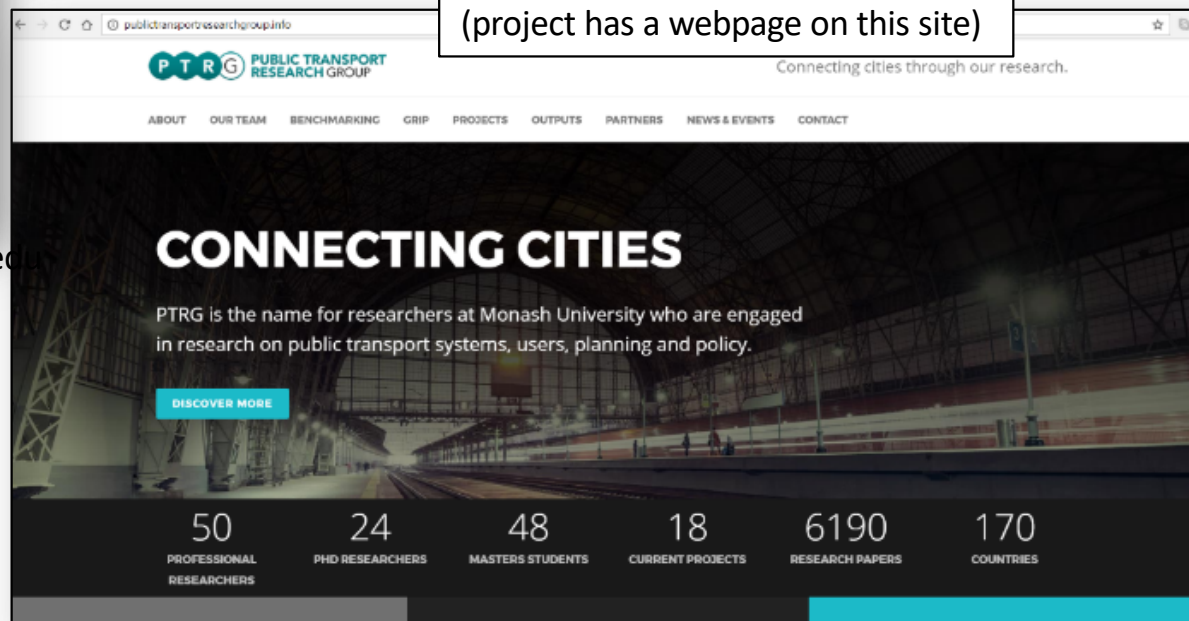 (project has a webpage on this site)
publictransportresearchgroup.info
PTRG PUBLIC TRANSPORT
RESEARCH GROUP
Connecting cities through our research.
ABOUT OUR TEAM BENCHMARKING GRIP PROJECTS OUTPUTS PARTNERS NEWS & EVENTS CONTACT
edu
CONNECTING CITIES
PTRG is the name for researchers at Monash University who are engaged
in research on public transport systems, users, planning and policy.
DISCOVER MORE
50 24 48 18 6190 170
PROFESSIONAL PHD RESEARCHERS MASTERS STUDENTS CURRENT PROJECTS RESEARCH PAPERS COUNTRIES
RESEARCHERS